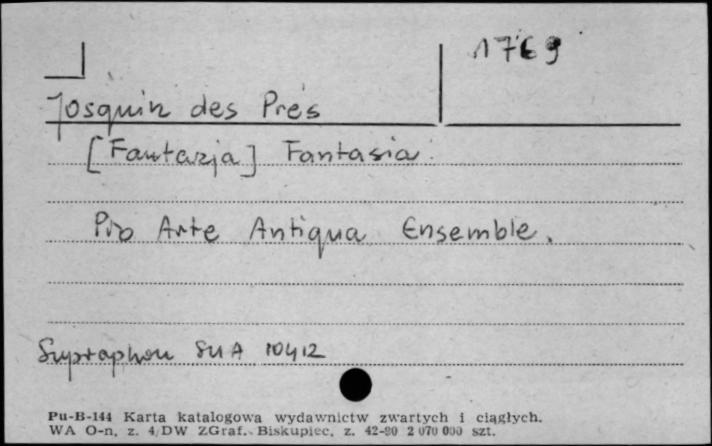 1769
Josquin des Prés
[Fantazja] Fantasia
Pro Arte Antiqua Ensemble.
Supraphon SUA 10412
Pu-B-144 Karta katalogowa wydawnictw zwartych i ciągłych.
WA O-n, z. 4/DW ZGraf. Biskupiec, z. 42-80 2 070 000 szt.